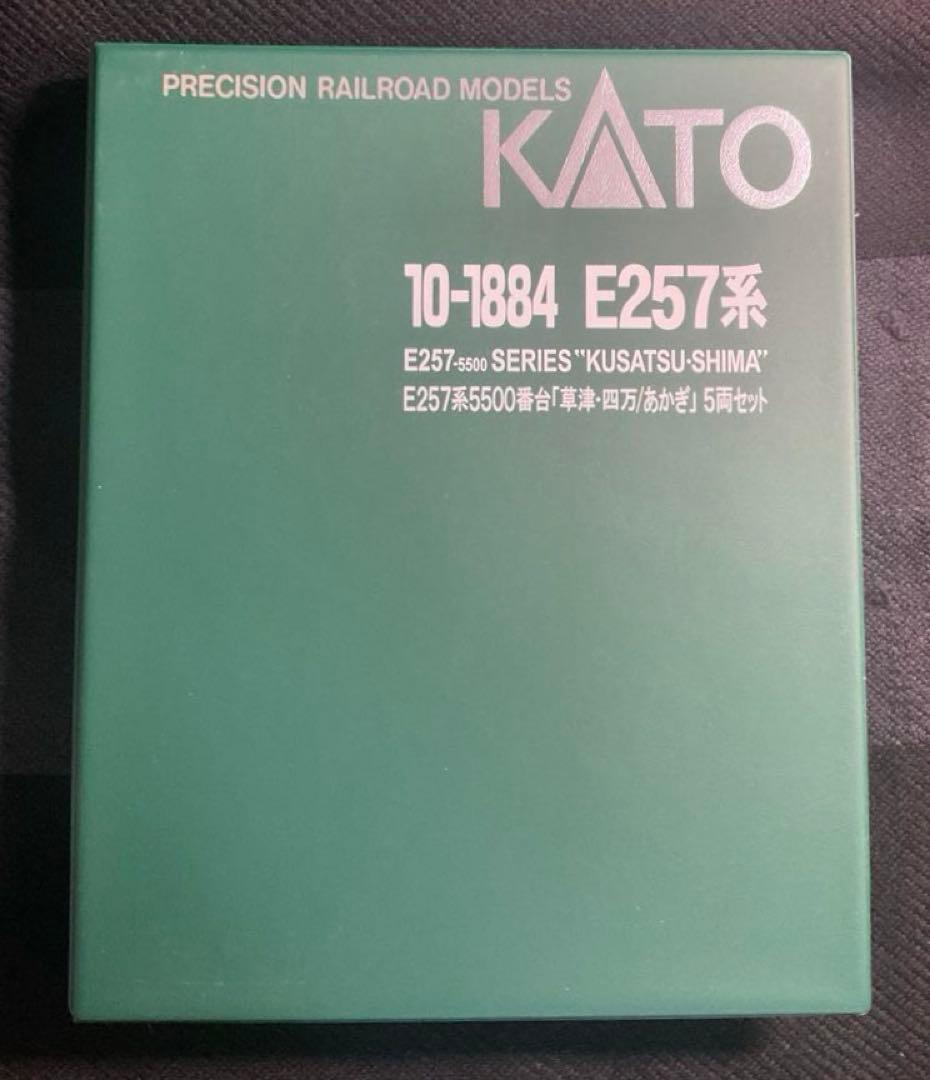 PRECISION RAILROAD MODELS
KATO
10-1884 E257系
E257-5500 SERIES "KUSATSU·SHIMA"
E257系5500番台「草津・四万/あかぎ」5両セット